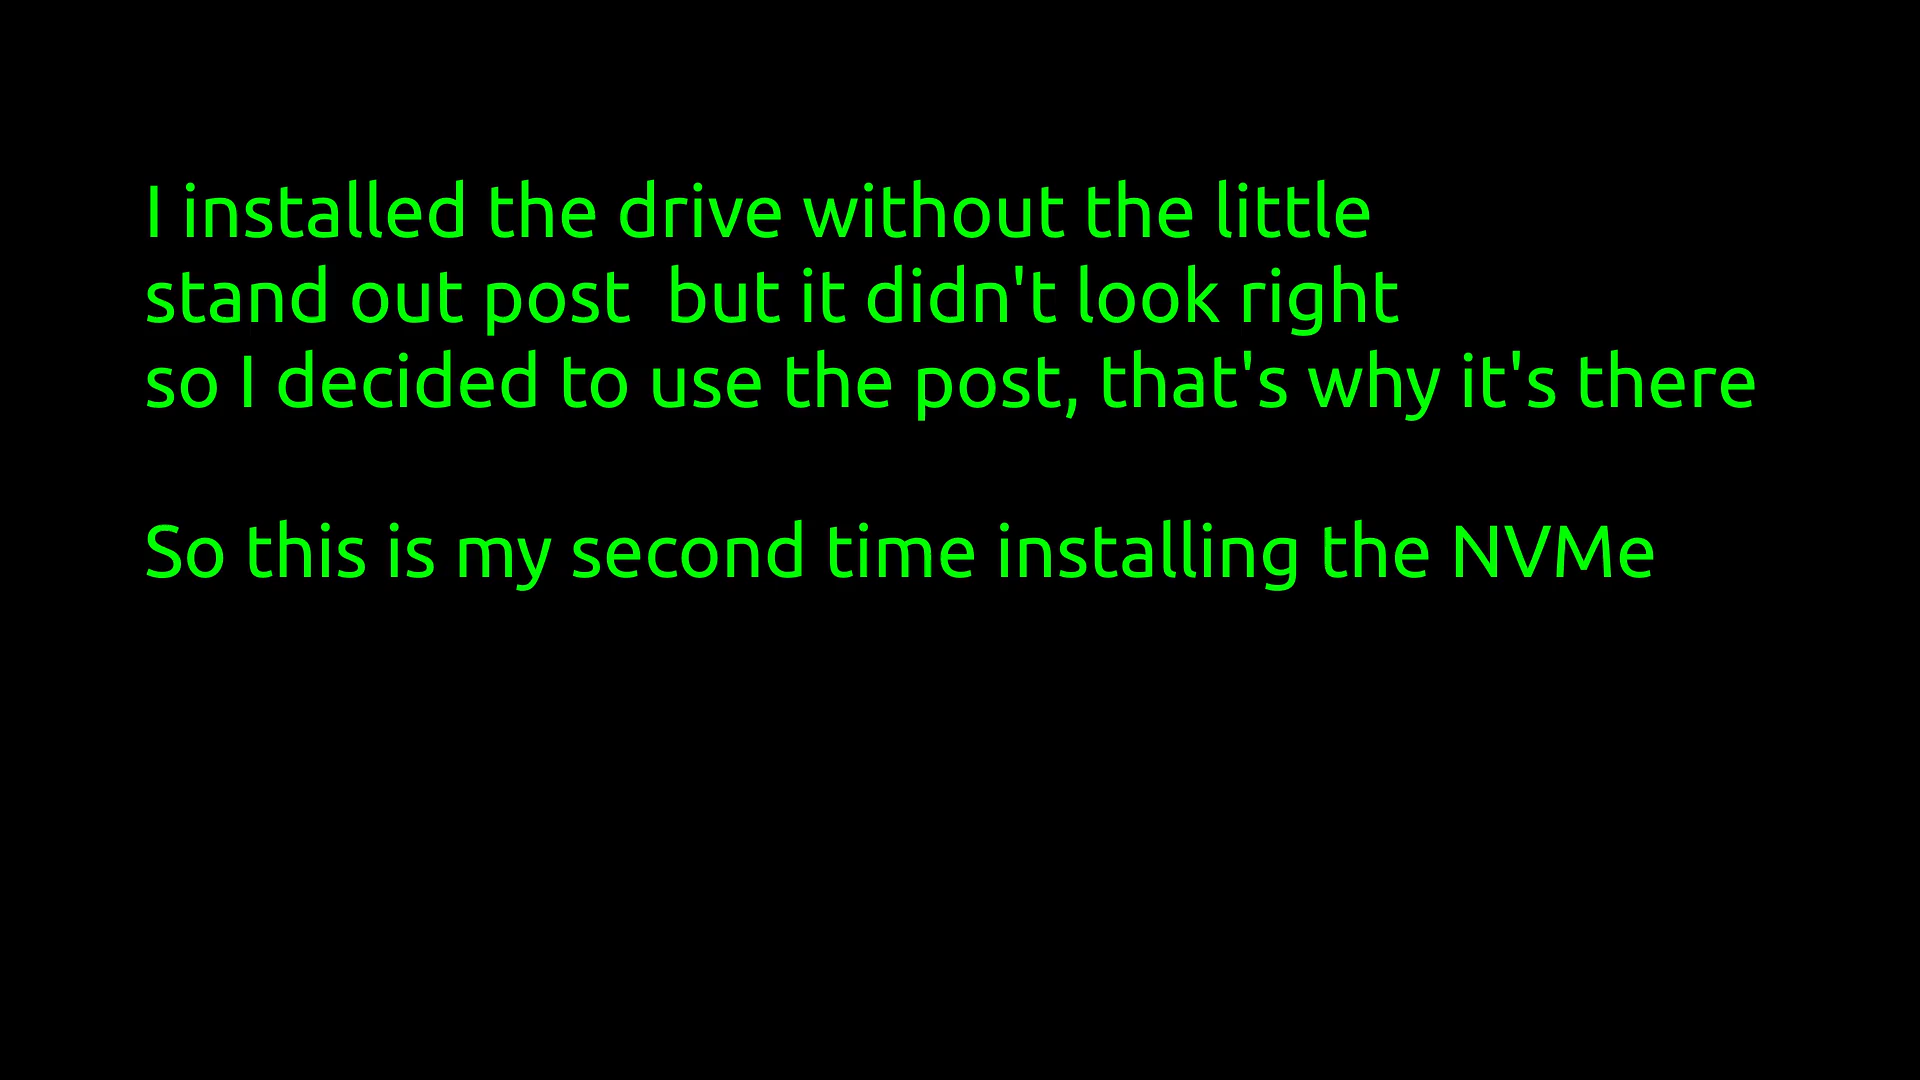 I installed the drive without the little
stand out post  but it didn't look right
so I decided to use the post, that's why it's there
So this is my second time installing the NVMe